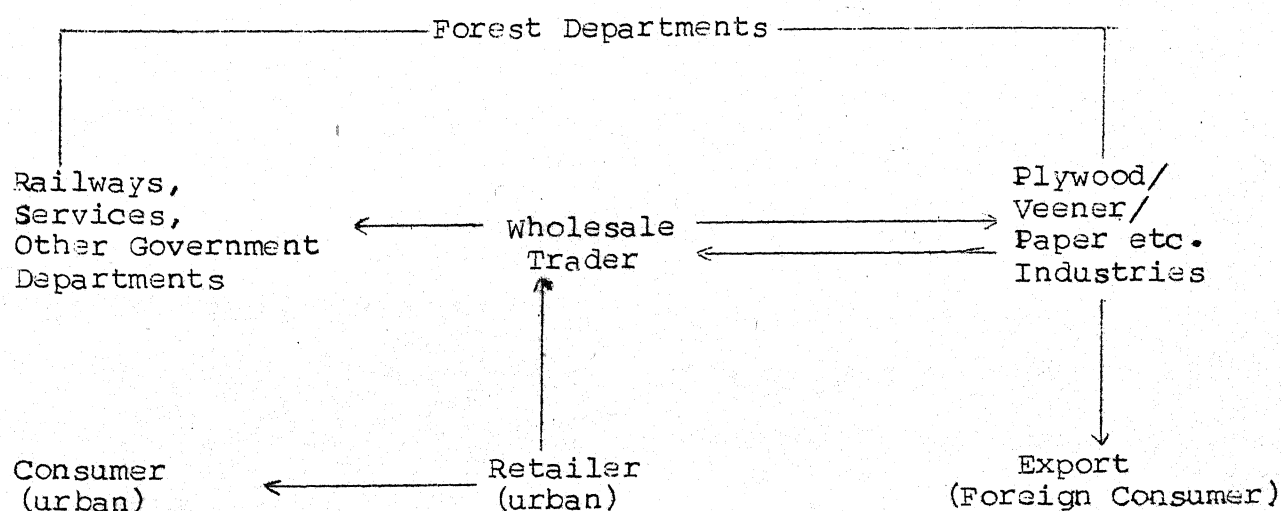 Forest Departments
Railways,
Services,
Other Government
Departments
Wholesale
Trader
Plywood/
Veener/
Paper etc.
Industries
Consumer
(urban)
Retailer
(urban)
Export
(Foreign Consumer)